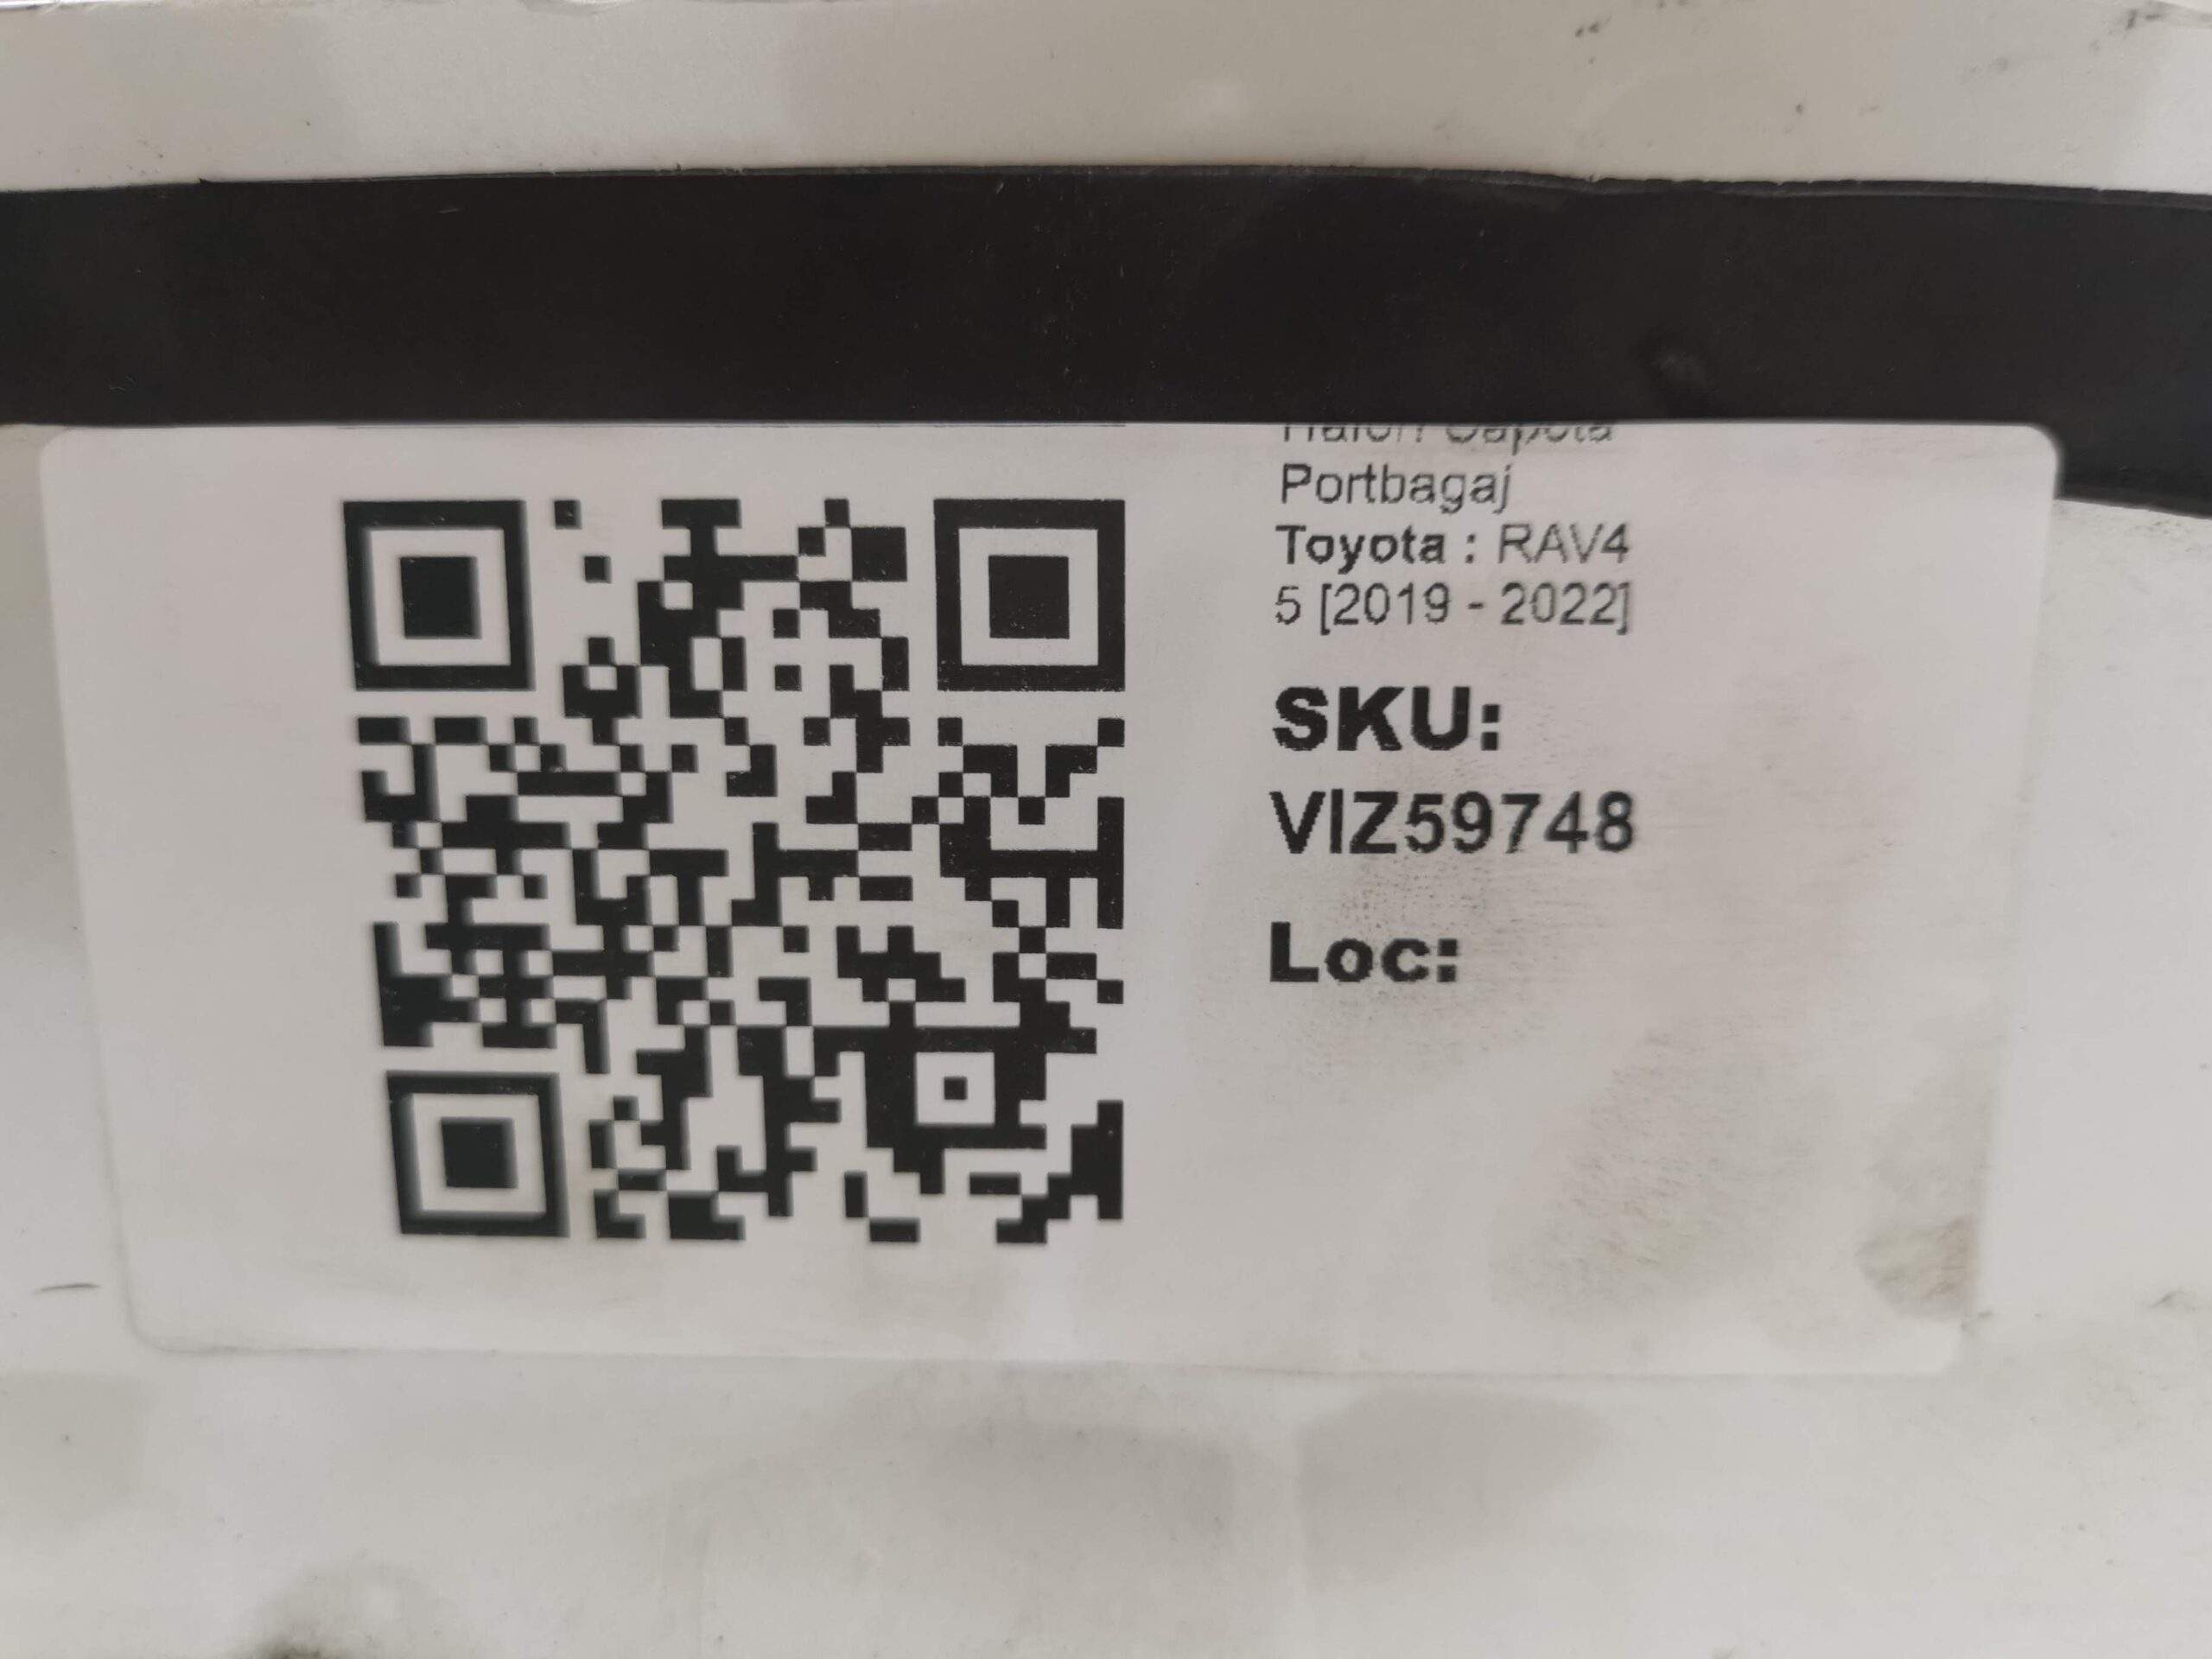 Portbagaj
Toyota : RAV4
5 [2019 - 2022]
SKU:
VIZ59748
Loc: